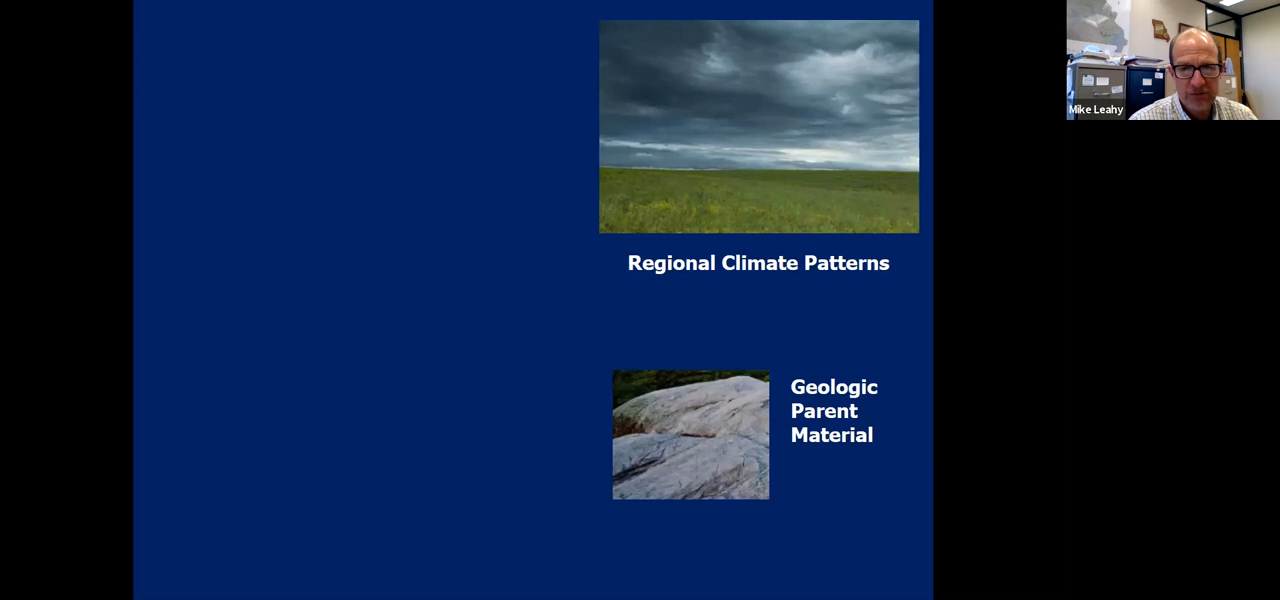 Mike Leahy
Regional Climate Patterns
Geologic
Parent
Material